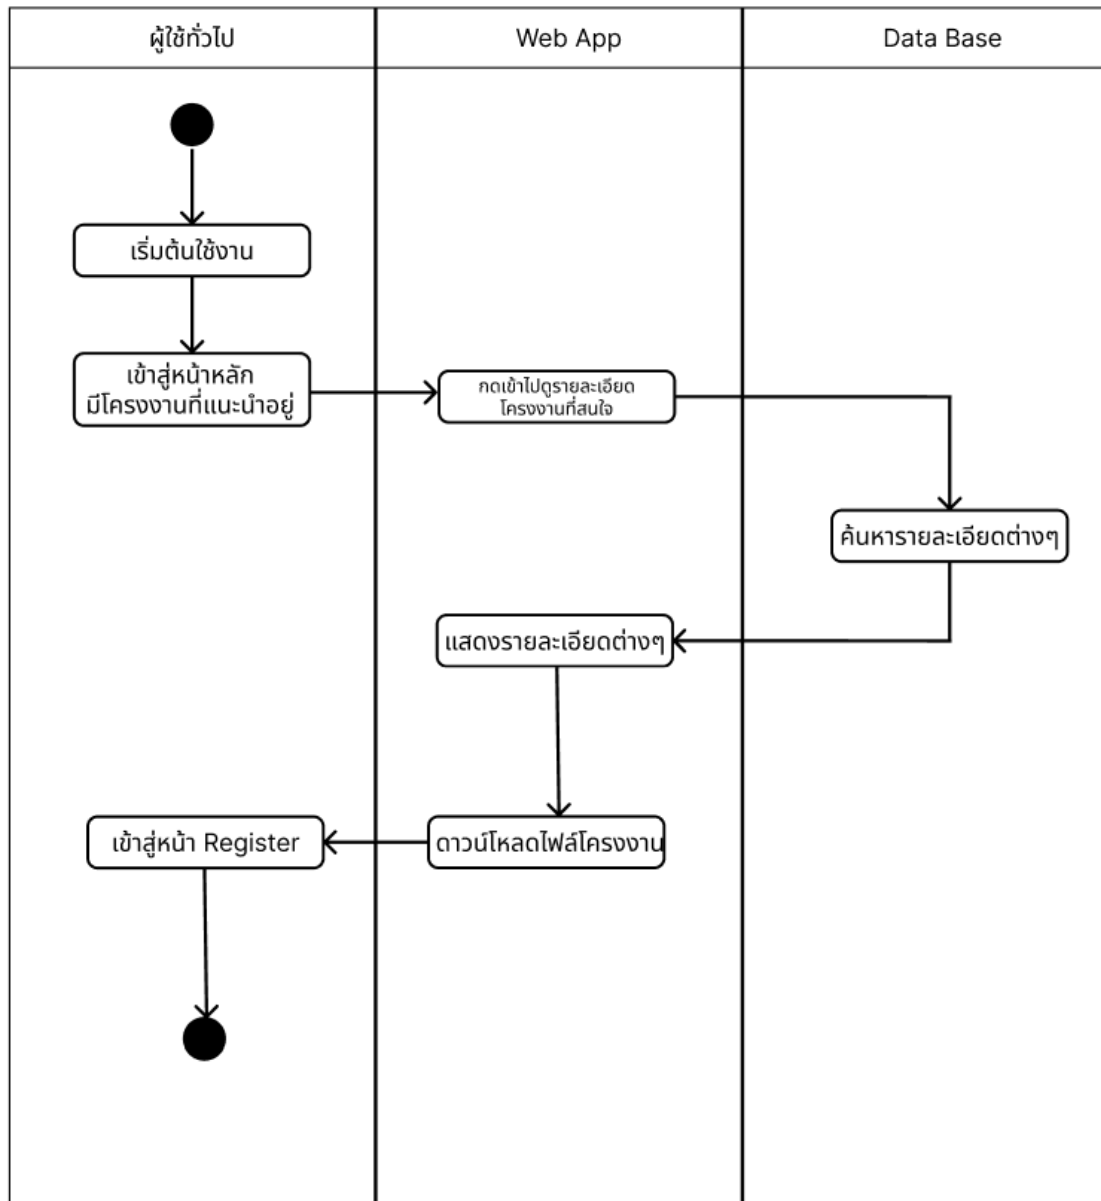 ผู้ใช้ทั่วไป
Web App
Data Base
เริ่มต้นใช้งาน
เข้าสู่หน้าหลัก
มีโครงงานที่แนะนำอยู่
กดเข้าไปดูรายละเอียด
โครงงานที่สนใจ
ค้นหารายละเอียดต่างๆ
แสดงรายละเอียดต่างๆ
เข้าสู่หน้า Register
ดาวน์โหลดไฟล์โครงงาน